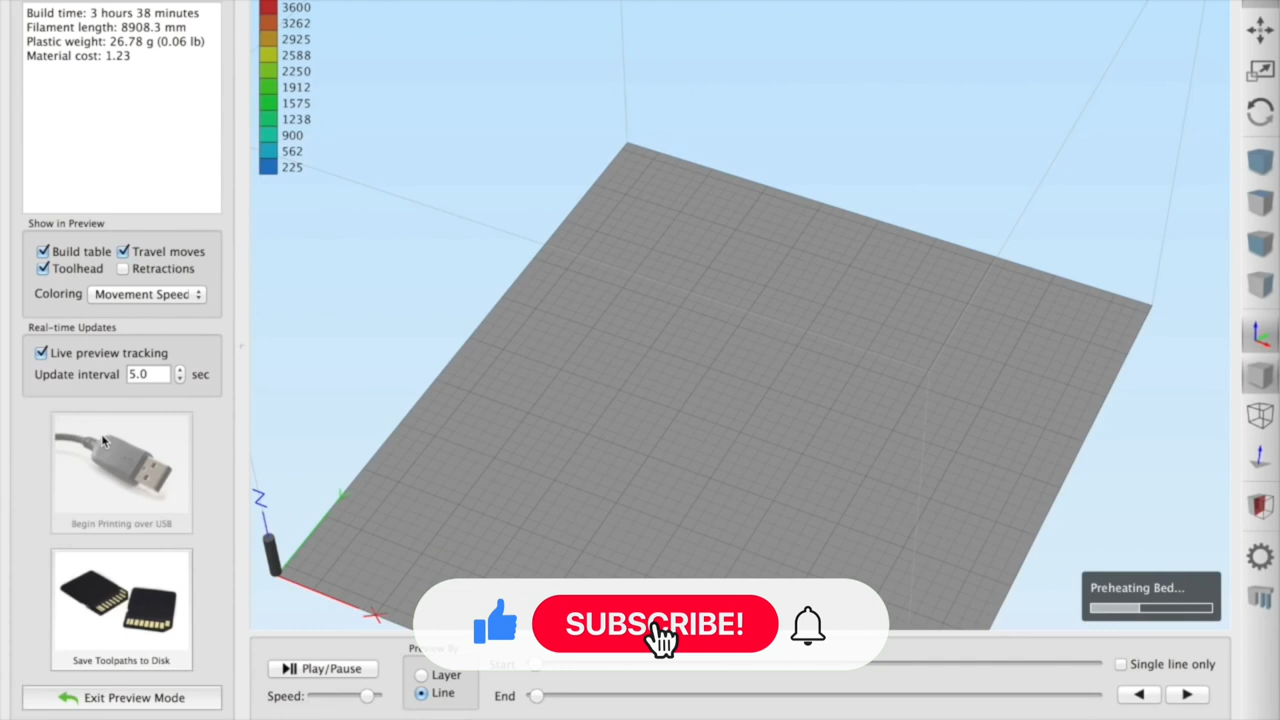 Build time: 3 hours 38 minutes
Filament length: 8908.3 mm
Plastic weight: 26.78 g (0.06 lb)
Material cost: 1.23
3600
3262
2925
2588
2250
1912
1575
1238
900
562
225
Show in Preview
Build table Travel moves
Toolhead Retractions
Coloring Movement Speed
Real-time Updates
Live preview tracking
Update interval 5.0 sec
Begin Printing over USB
Save Toolpaths to Disk
Exit Preview Mode
Z
Preheating Bed...
SUBSCRIBE!
Play/Pause
Speed:
Preview By
Layer
Line
Start
End
Single line only